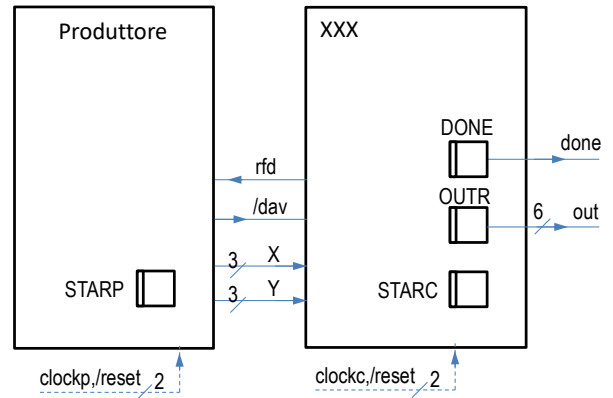 Produttore
XXX
DONE
done
rfd
/dav
OUTR
6
out
3
X
3
Y
STARP
STARC
clockp,/reset
2
clockc,/reset
2